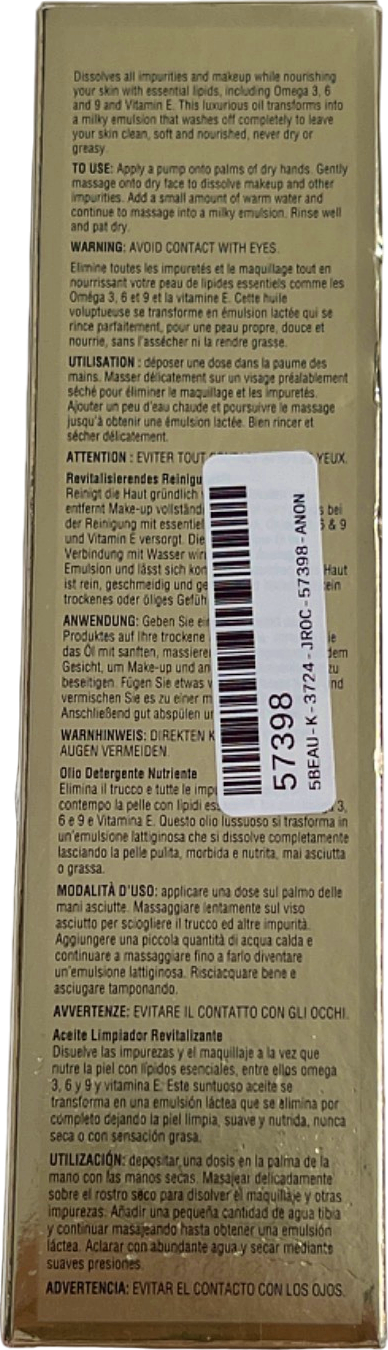 Dissolves all impurities and makeup while nourishing
your skin with essential lipids, including Omega 3, 6
and 9 and Vitamin E. This luxurious oil transforms into
a milky emulsion that washes off completely to leave
your skin clean, soft and nourished, never dry or
greasy.
TO USE: Apply a pump onto palms of dry hands. Gently
massage onto dry face to dissolve makeup and other
impurities. Add a small amount of warm water and
continue to massage into a milky emulsion. Rinse well
and pat dry.
WARNING: AVOID CONTACT WITH EYES.
Elimine toutes les impuretés et le maquillage tout en
nourrissant votre peau de lipides essentiels comme les
Oméga 3, 6 et 9 et la vitamine E. Cette huile
voluptueuse se transforme en émulsion lactée qui se
rince parfaitement, pour une peau propre, douce et
nourrie, sans l'assécher ni la rendre grasse.
UTILISATION : déposer une dose dans la paume des
mains. Masser délicatement sur un visage préalablement
séché pour éliminer le maquillage et les impuretés.
Ajouter un peu d'eau chaude et poursuivre le massage
jusqu'à obtenir une émulsion lactée. Bien rincer et
sécher délicatement.
ATTENTION : EVITER TOUT YEUX.
Revitalisierendes
Reinigt die Haut gründlich
entfernt Make-up bei
der Reinigung mit 6 & 9
und Vitamin E versorgt.
Verbindung mit Wasser
Emulsion und lässt sich Haut
ist rein, geschmeidig und
trockenes oder öliges
ANWENDUNG: Geben Sie
Produktes auf Ihre trockene
das Öl mit sanften, dem
Gesicht, um Make-up und zu
beseitigen. Fügen Sie etwas
vermischen Sie es zu einer
Anschließend gut abspülen
WARNHINWEIS: DIREKTEN
AUGEN VERMEIDEN.
57398
5BEAU-K-3724-JROC-57398-ANON
Olio Detergente Nutriente
Elimina il trucco e tutte le
contempo la pelle con lipidi 3,
6 e 9 e Vitamina E. Questo olio lussuoso si trasforma in
un'emulsione lattiginosa che si dissolve completamente
lasciando la pelle pulita, morbida e nutrita, mai asciutta
o grassa.
MODALITÀ D'USO: applicare una dose sul palmo delle
mani asciutte. Massaggiare lentamente sul viso
asciutto per sciogliere il trucco ed altre impurità.
Aggiungere una piccola quantità di acqua calda e
continuare a massaggiare fino a farlo diventare
un'emulsione lattiginosa. Risciacquare bene e
asciugare tamponando.
AVVERTENZE: EVITARE IL CONTATTO CON GLI OCCHI.
Aceite Limpiador Revitalizante
Disuelve las impurezas y el maquillaje a la vez que
nutre la piel con lípidos esenciales, entre ellos omega
3, 6 y 9 y vitamina E. Este suntuoso aceite se
transforma en una emulsión láctea que se elimina por
completo dejando la piel limpia, suave y nutrida, nunca
seca o con sensación grasa.
UTILIZACIÓN: depositar una dosis en la palma de la
mano con las manos secas. Masajear delicadamente
sobre el rostro seco para disolver el maquillaje y otras
impurezas. Añadir una pequeña cantidad de agua tibia
y continuar masajeando hasta obtener una emulsión
láctea. Aclarar con abundante agua y secar mediante
suaves presiones.
ADVERTENCIA: EVITAR EL CONTACTO CON LOS OJOS.